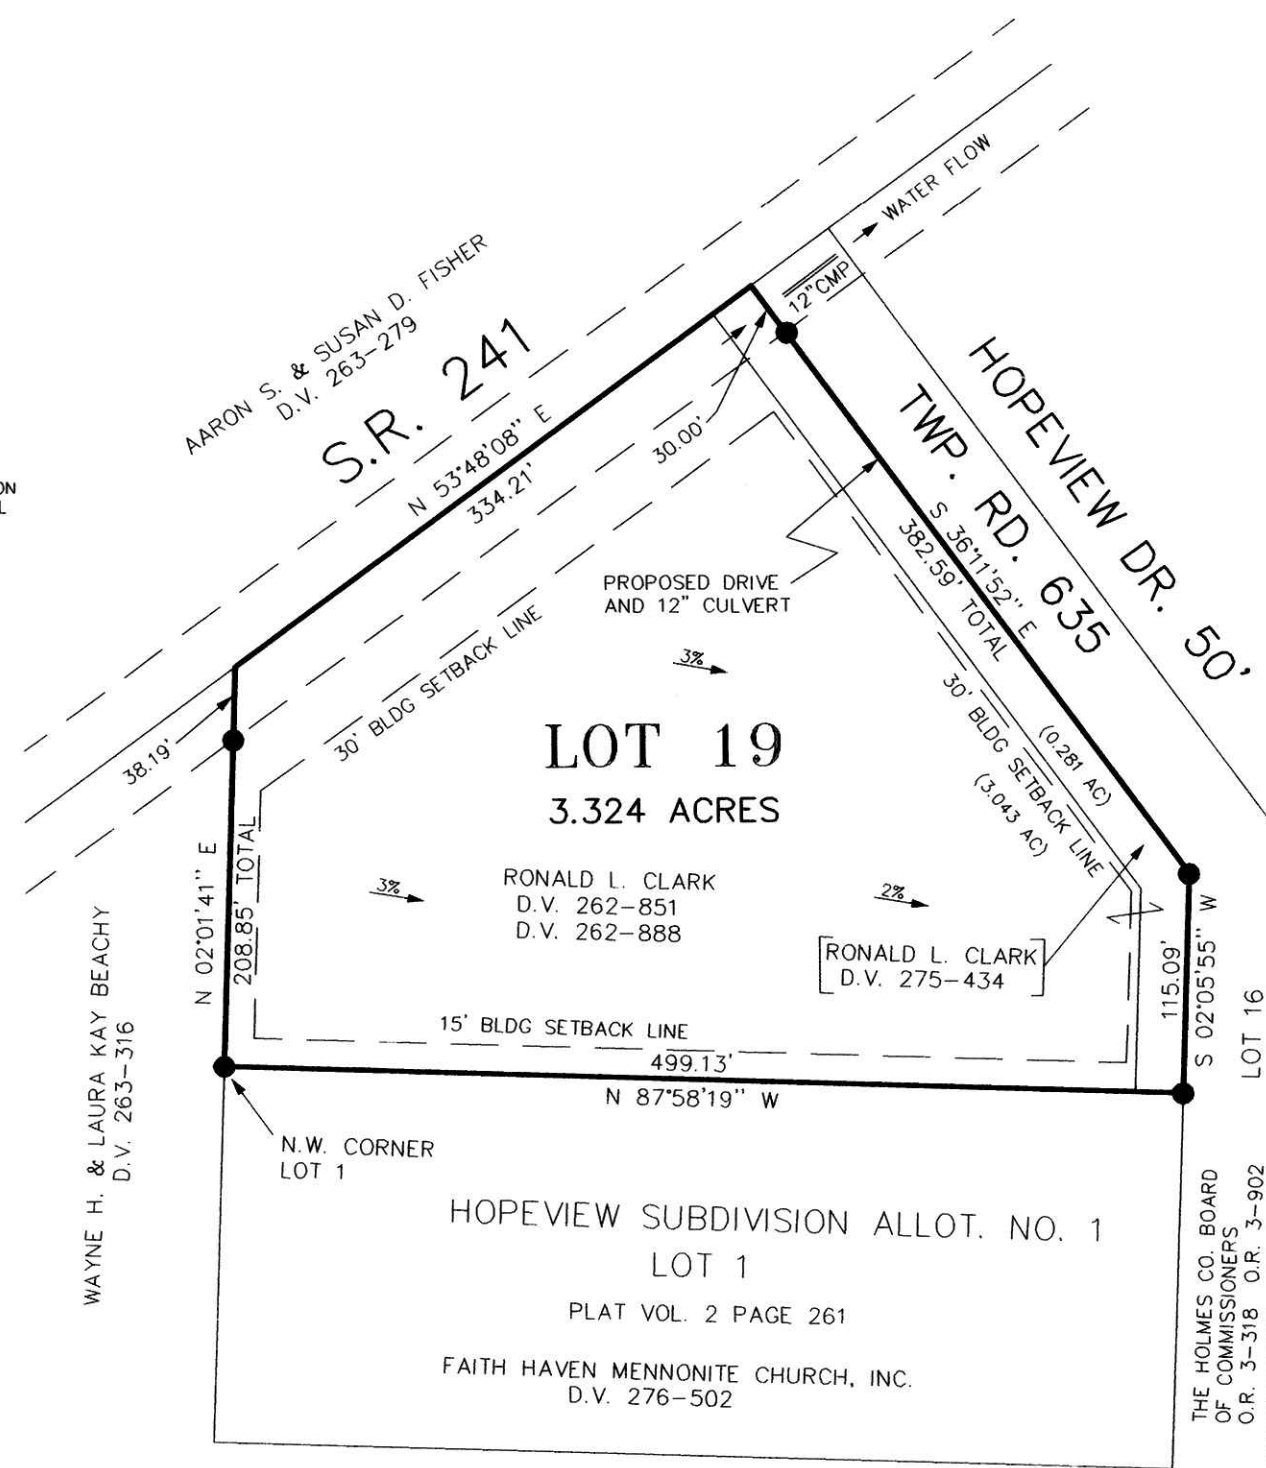 WATER FLOW
12"CMP
AARON S. & SUSAN D. FISHER
D.V. 263-279
S.R. 241
N 53°48'08" E
334.21'
30.00'
HOPEVIEW DR. 50'
TWP. RD. 635
S 36°11'52" E
382.59' TOTAL
ON
L
PROPOSED DRIVE
AND 12" CULVERT
30' BLDG SETBACK LINE
3%
30' BLDG SETBACK LINE
(0.281 AC)
(3.043 AC)
38.19'
LOT 19
3.324 ACRES
N 02°01'41" E
208.85' TOTAL
3%
RONALD L. CLARK
D.V. 262-851
D.V. 262-888
2%
[RONALD L. CLARK
D.V. 275-434]
115.09'
S 02°05'55" W
LOT 16
15' BLDG SETBACK LINE
499.13'
N 87°58'19" W
WAYNE H. & LAURA KAY BEACHY
D.V. 263-316
N.W. CORNER
LOT 1
HOPEVIEW SUBDIVISION ALLOT. NO. 1
LOT 1
PLAT VOL. 2 PAGE 261
FAITH HAVEN MENNONITE CHURCH, INC.
D.V. 276-502
THE HOLMES CO. BOARD
OF COMMISSIONERS
O.R. 3-318 O.R. 3-902